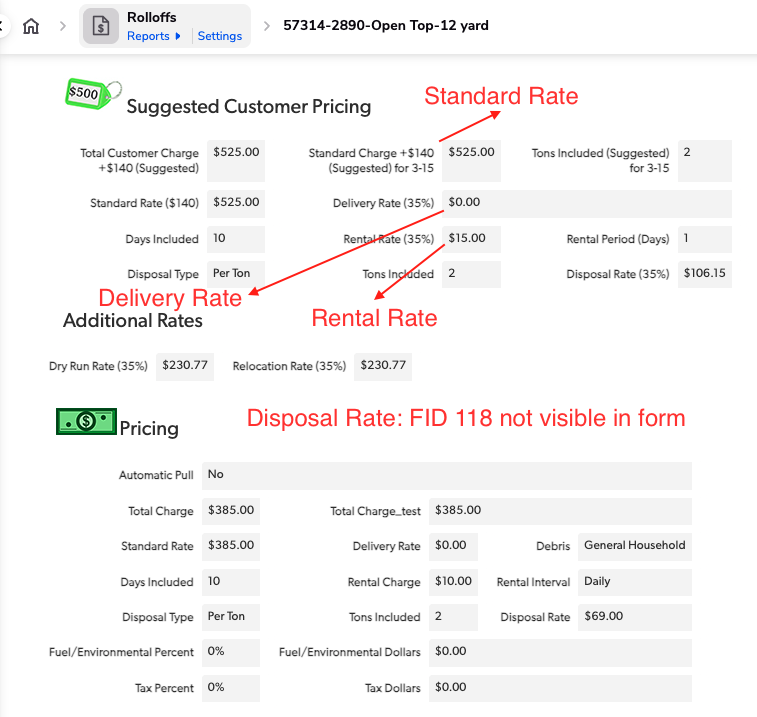 Rolloffs
Reports
Settings
57314-2890-Open Top-12 yard
$500
Suggested Customer Pricing
Standard Rate
Total Customer Charge +$140 (Suggested) $525.00
Standard Charge +$140 (Suggested) for 3-15 $525.00
Tons Included (Suggested) for 3-15 2
Standard Rate ($140) $525.00
Delivery Rate (35%) $0.00
Days Included 10
Rental Rate (35%) $15.00
Rental Period (Days) 1
Disposal Type Per Ton
Tons Included 2
Disposal Rate (35%) $106.15
Delivery Rate
Rental Rate
Additional Rates
Dry Run Rate (35%) $230.77
Relocation Rate (35%) $230.77
$
Pricing
Disposal Rate: FID 118 not visible in form
Automatic Pull No
Total Charge $385.00
Total Charge_test $385.00
Standard Rate $385.00
Delivery Rate $0.00
Debris General Household
Days Included 10
Rental Charge $10.00
Rental Interval Daily
Disposal Type Per Ton
Tons Included 2
Disposal Rate $69.00
Fuel/Environmental Percent 0%
Fuel/Environmental Dollars $0.00
Tax Percent 0%
Tax Dollars $0.00